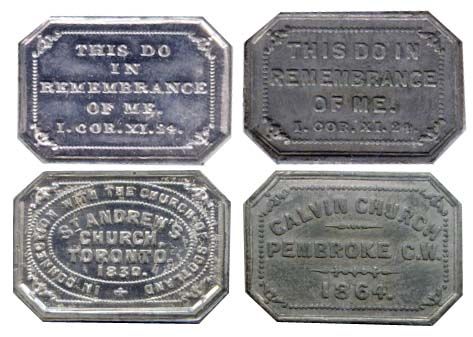 THIS DO
IN
REMEMBRANCE
OF ME.
I. COR. XI. 24.
THIS DO IN
REMEMBRANCE
OF ME.
I. COR. XI. 24.
IN CONNECTION WITH THE CHURCH OF SCOTLAND
ST ANDREW'S
CHURCH
TORONTO.
1830.
CALVIN CHURCH
PEMBROKE C.W.
1864.